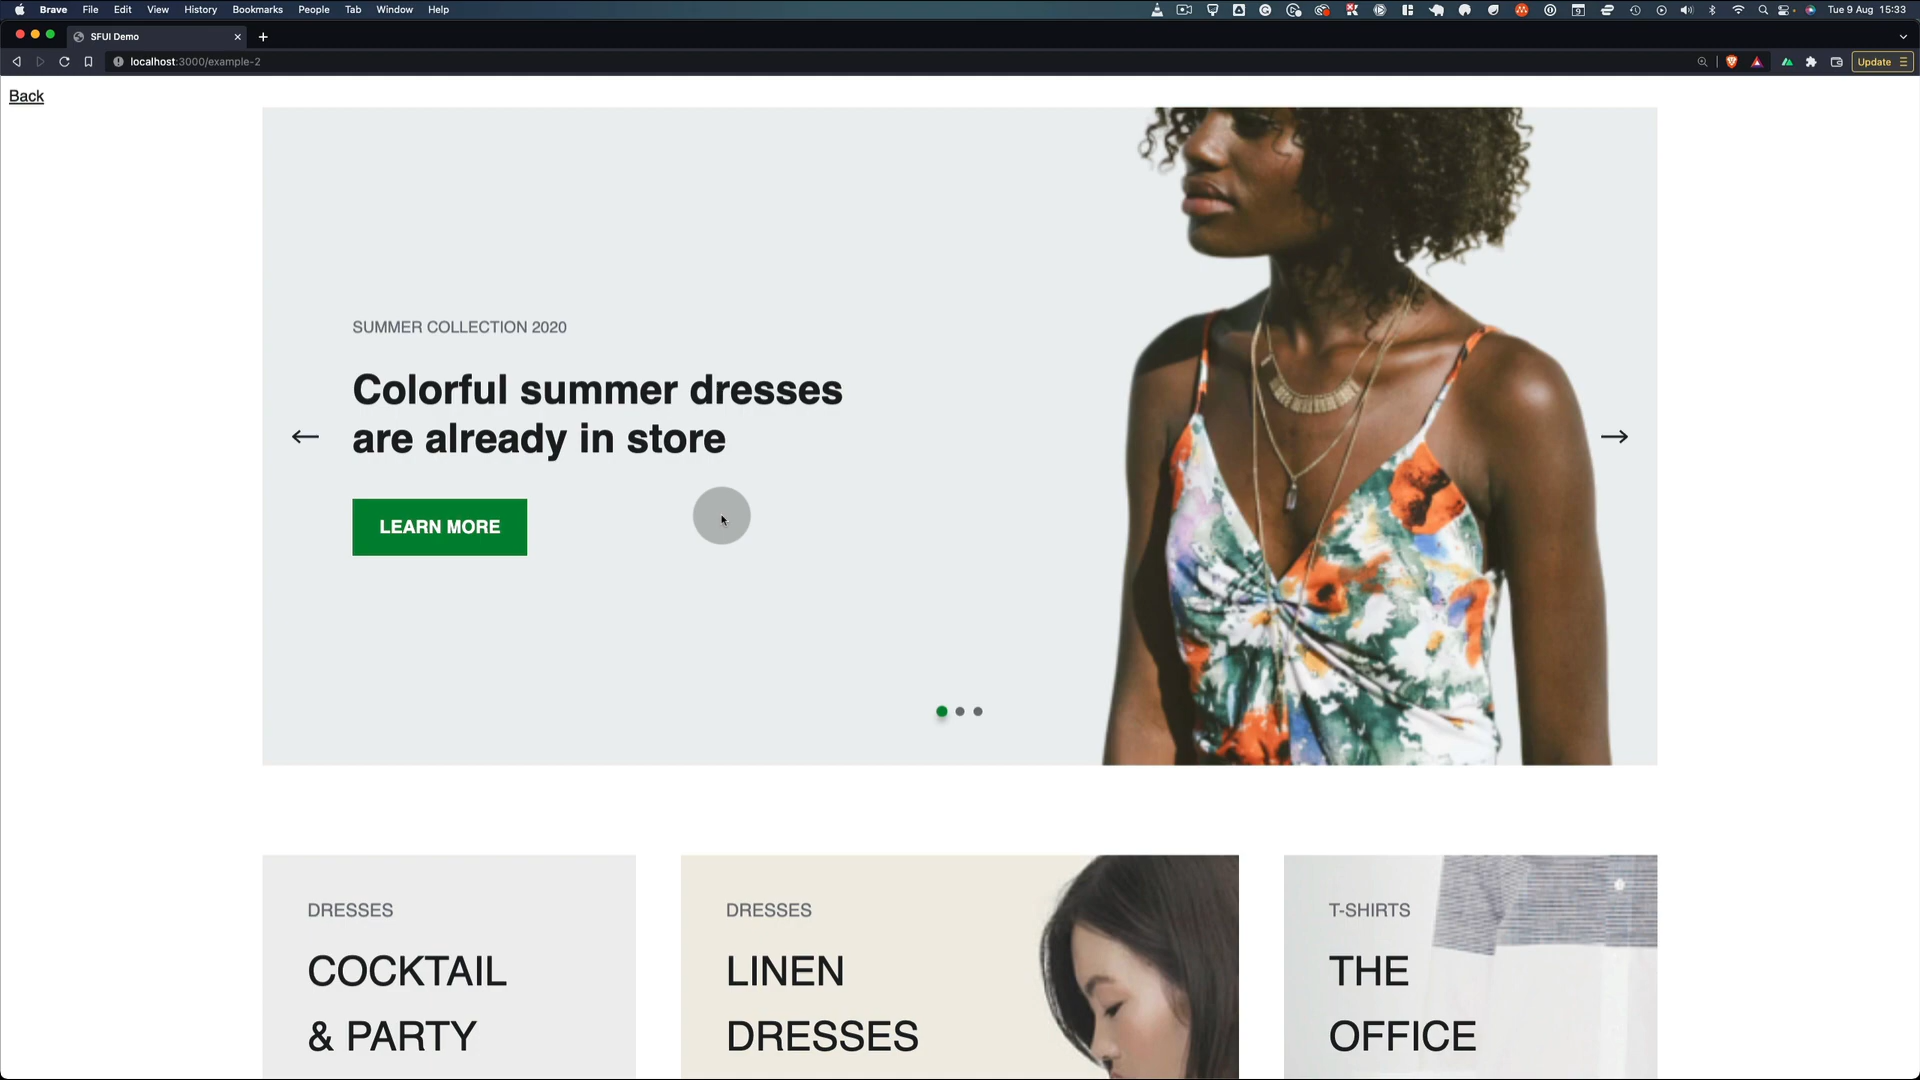 Brave File Edit View History Bookmarks People Tab Window Help
9
Tue 9 Aug 15:33
SFUI Demo
localhost:3000/example-2
Update
Back
SUMMER COLLECTION 2020
Colorful summer dresses
are already in store
LEARN MORE
DRESSES
COCKTAIL
& PARTY
DRESSES
LINEN
DRESSES
T-SHIRTS
THE
OFFICE